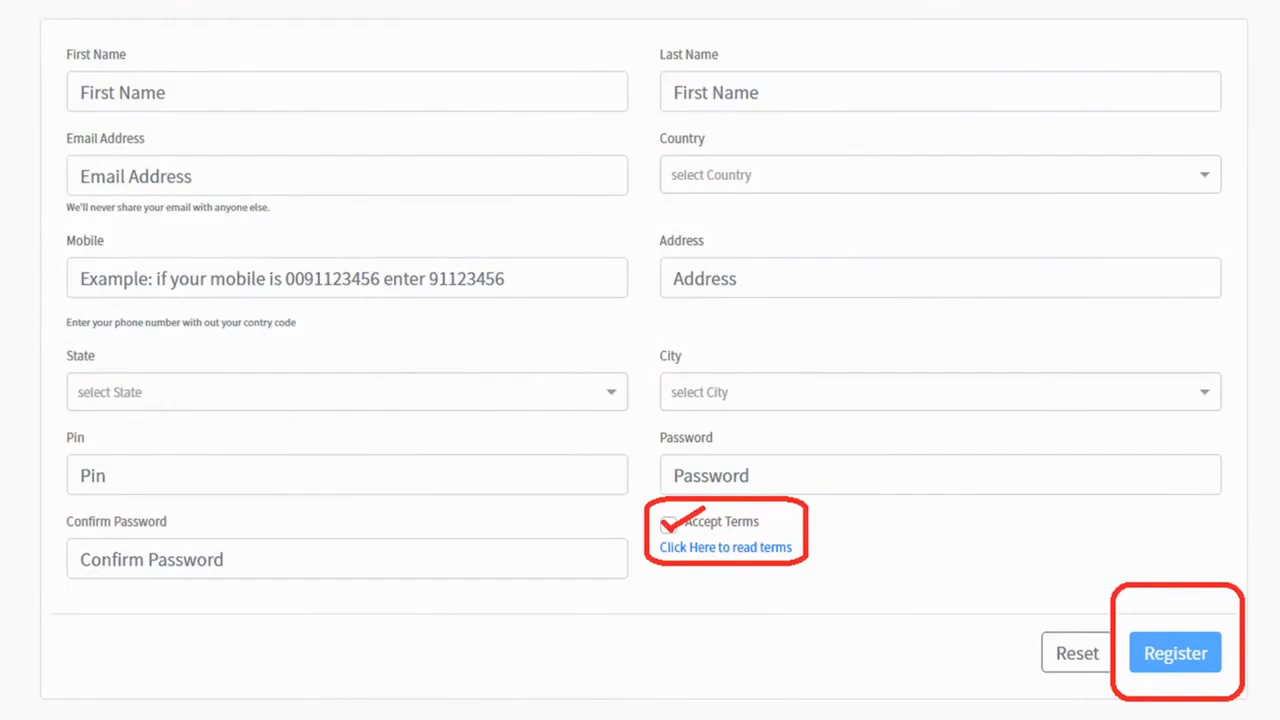 First Name
Last Name
First Name
First Name
Email Address
Country
Email Address
select Country
We'll never share your email with anyone else.
Mobile
Address
Example: if your mobile is 0091123456 enter 91123456
Address
Enter your phone number with out your contry code
State
City
select State
select City
Pin
Password
Pin
Password
Confirm Password
Accept Terms
Click Here to read terms
Confirm Password
Reset
Register